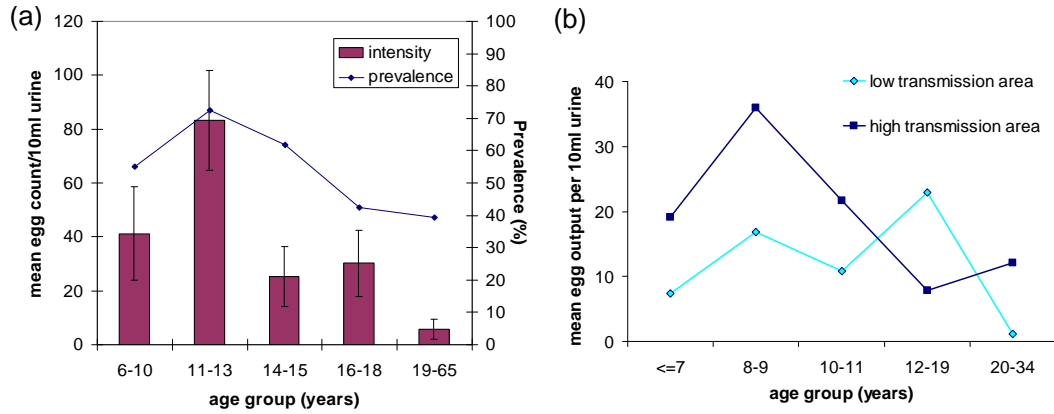 (a)
mean egg count/10ml urine
120
100
80
60
40
20
0
intensity
prevalence
100
90
80
70
60
50
40
30
20
10
0
Prevalence (%)
6-10 11-13 14-15 16-18 19-65
age group (years)
(b)
mean egg output per 10ml urine
40
30
20
10
0
low transmission area
high transmission area
<=7 8-9 10-11 12-19 20-34
age group (years)